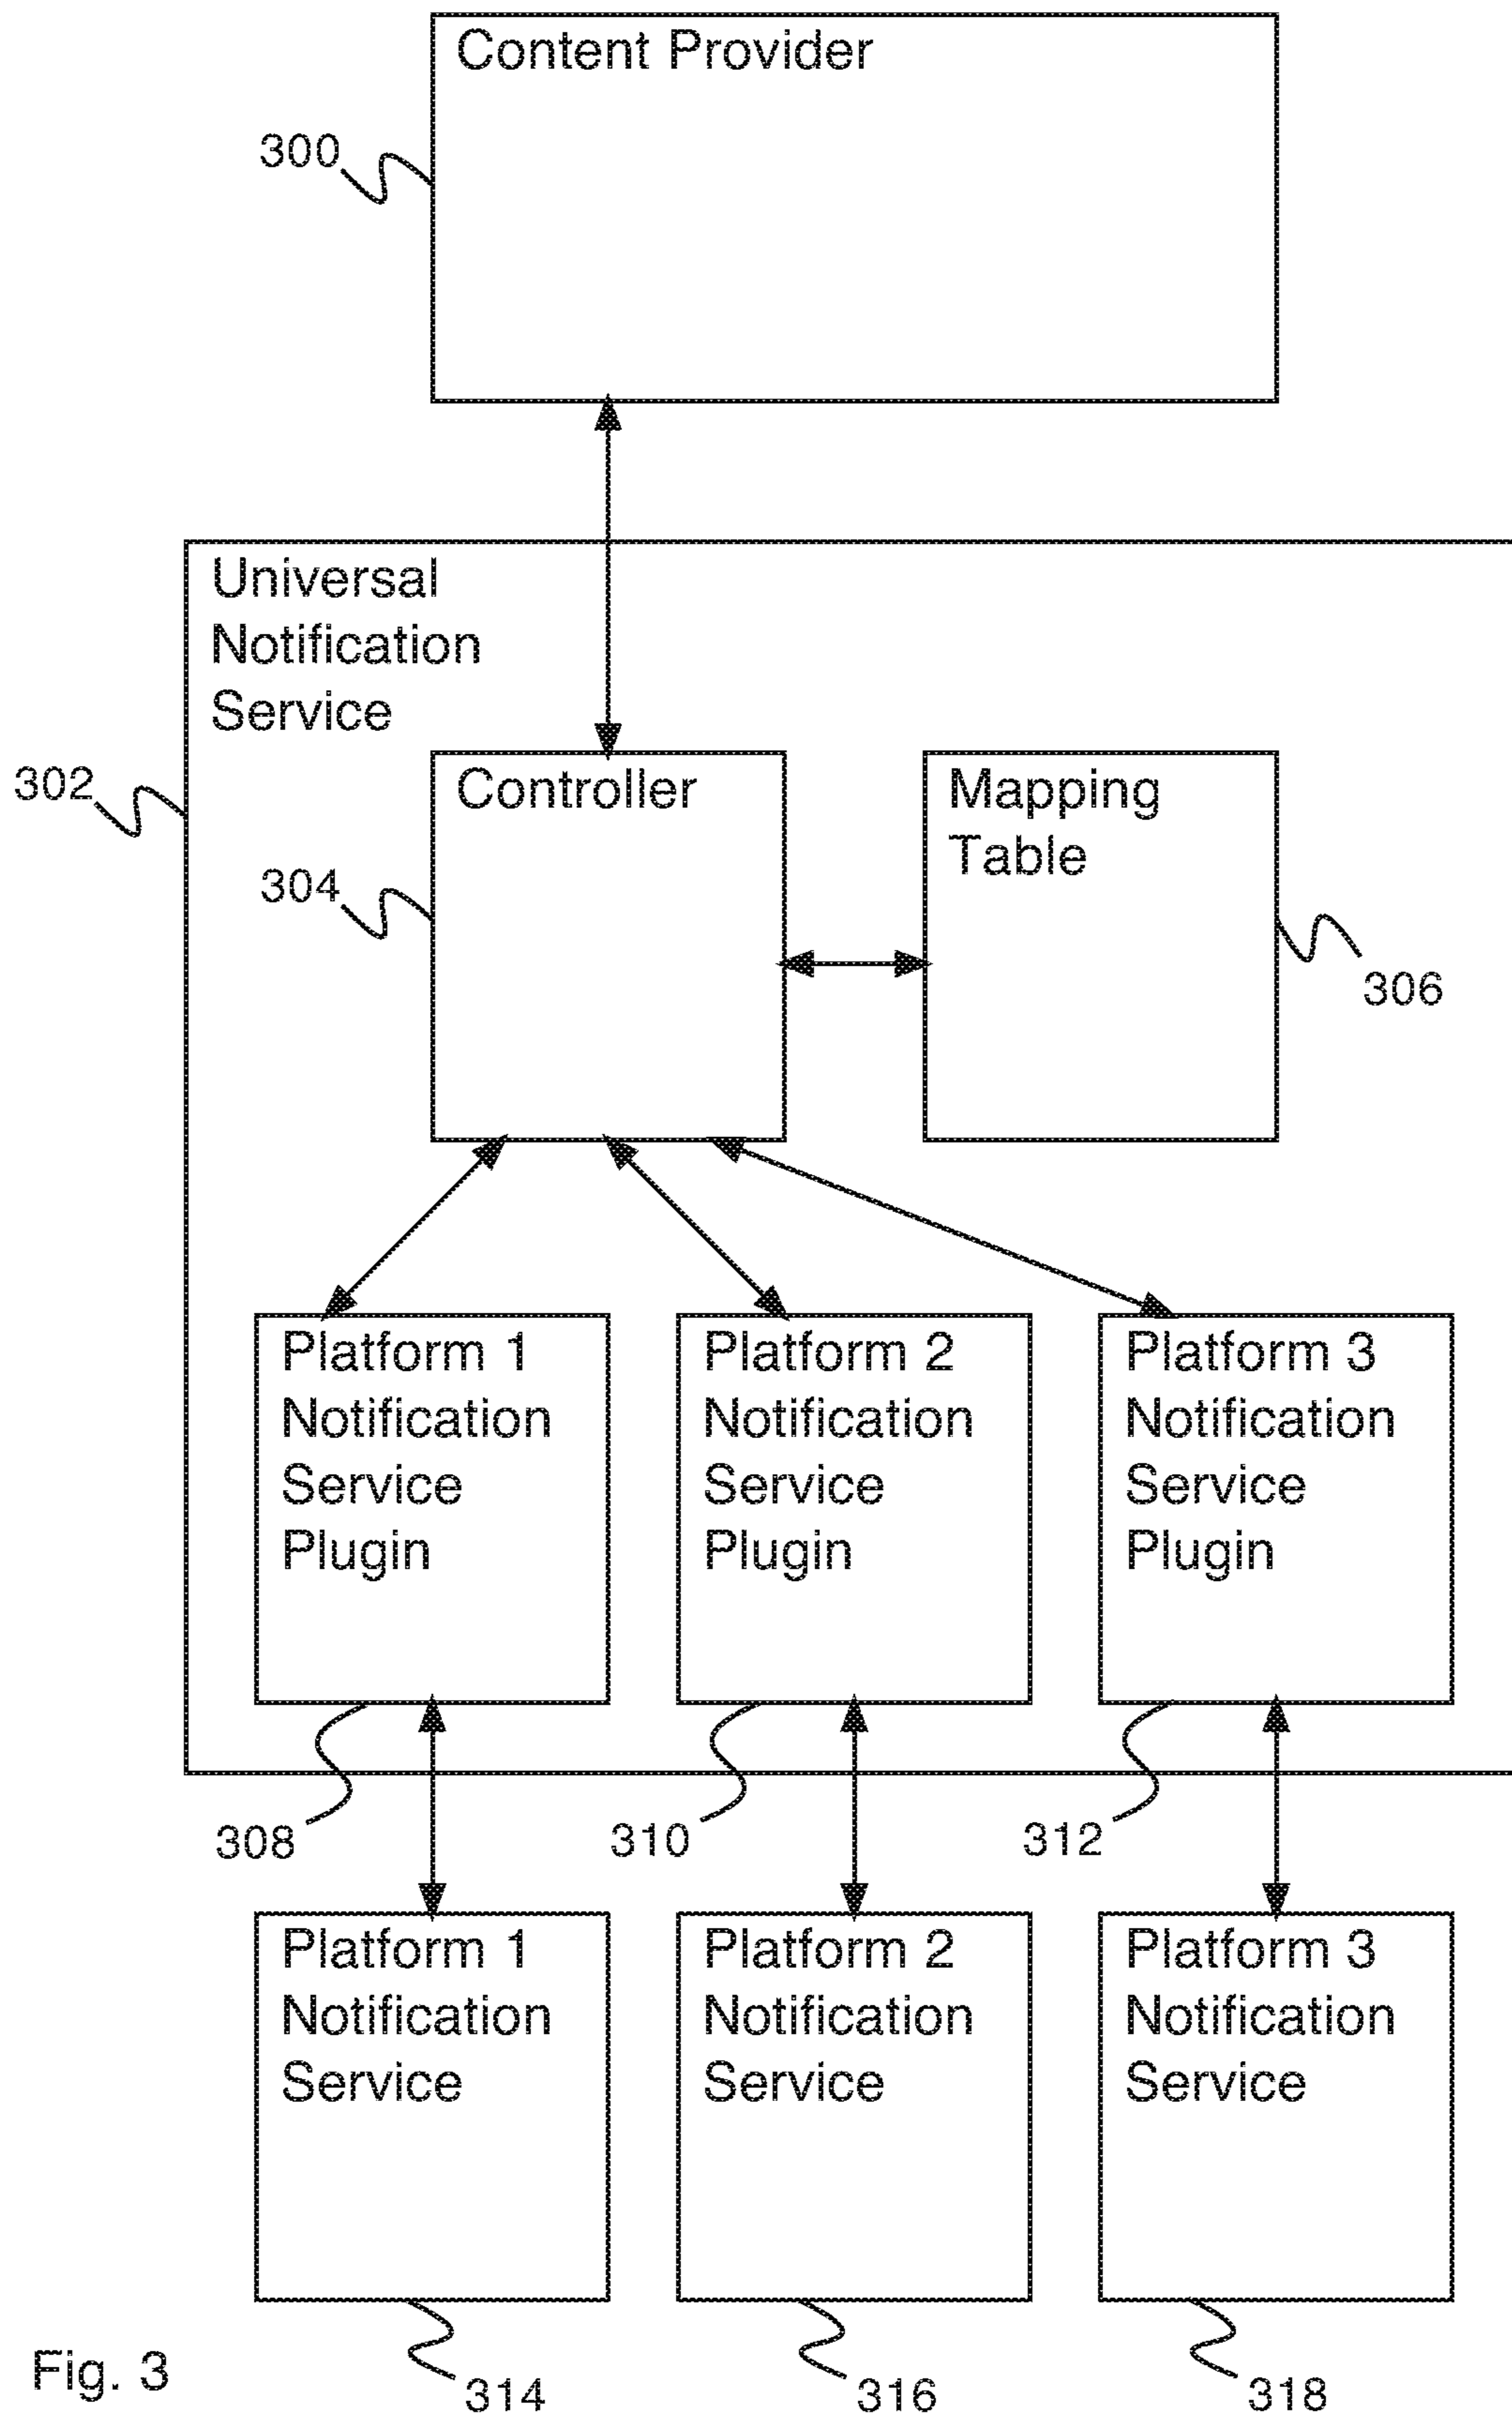 Content Provider
300
Universal
Notification
Service
302
Controller
Mapping
Table
304
306
Platform 1
Notification
Service
Plugin
Platform 2
Notification
Service
Plugin
Platform 3
Notification
Service
Plugin
308
310
312
Platform 1
Notification
Service
Platform 2
Notification
Service
Platform 3
Notification
Service
Fig. 3
314
316
318